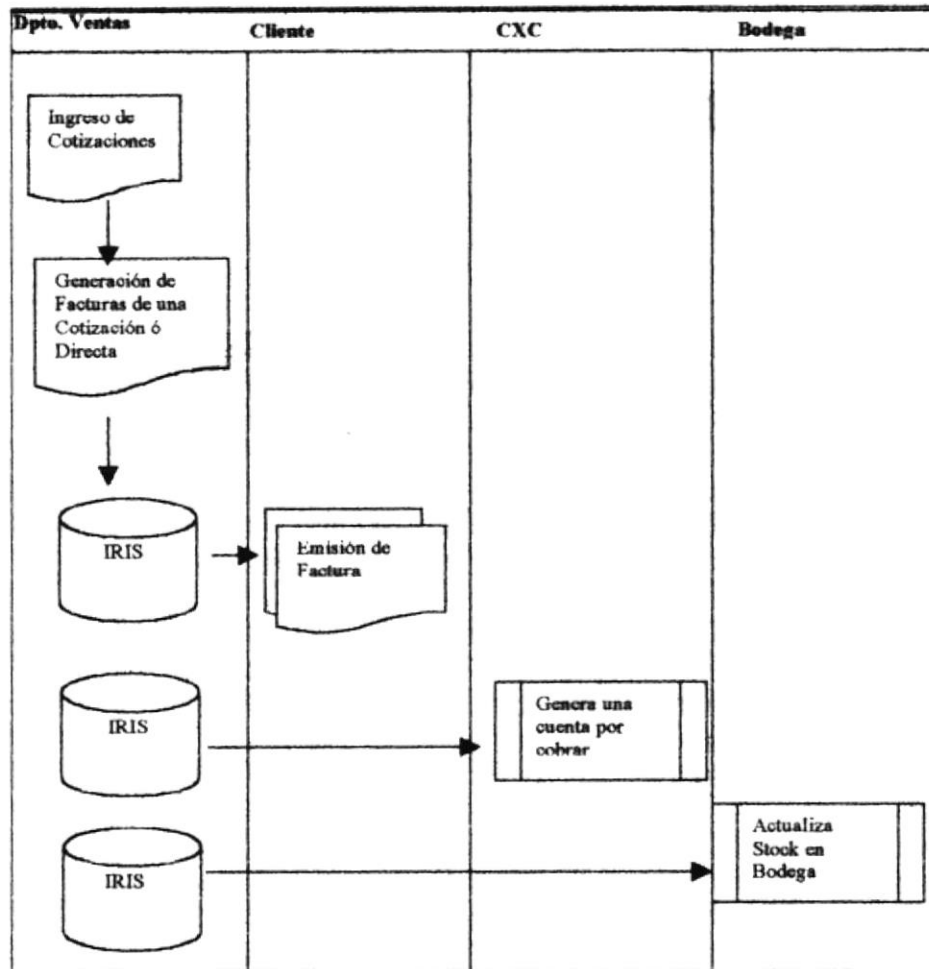 Dpto. Ventas
Cliente
CXC
Bodega
Ingreso de
Cotizaciones
Generación de
Facturas de una
Cotización ó
Directa
IRIS
Emisión de
Factura
IRIS
Genera una
cuenta por
cobrar
IRIS
Actualiza
Stock en
Bodega